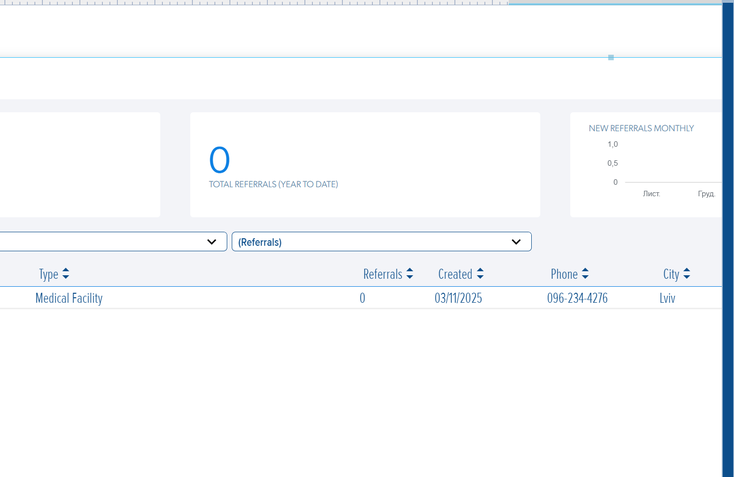 NEW REFERRALS MONTHLY
1,0
0,5
0
Лист.
Груд.
0
TOTAL REFERRALS (YEAR TO DATE)
(Referrals)
Type Referrals Created Phone City
Medical Facility 0 03/11/2025 096-234-4276 Lviv